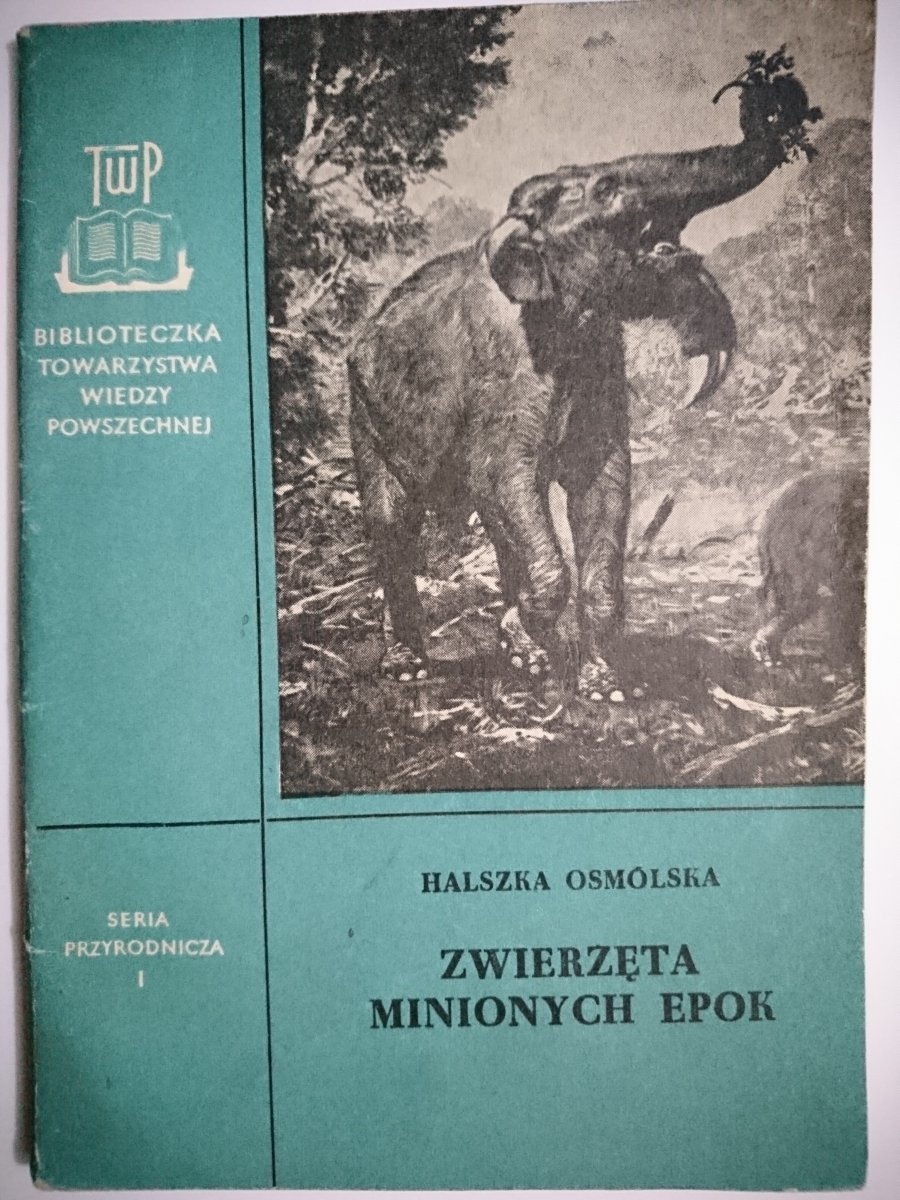 TWP
BIBLIOTECZKA
TOWARZYSTWA
WIEDZY
POWSZECHNEJ
HALSZKA OSMÓLSKA
ZWIERZĘTA
MINIONYCH EPOK
SERIA
PRZYRODNICZA
I